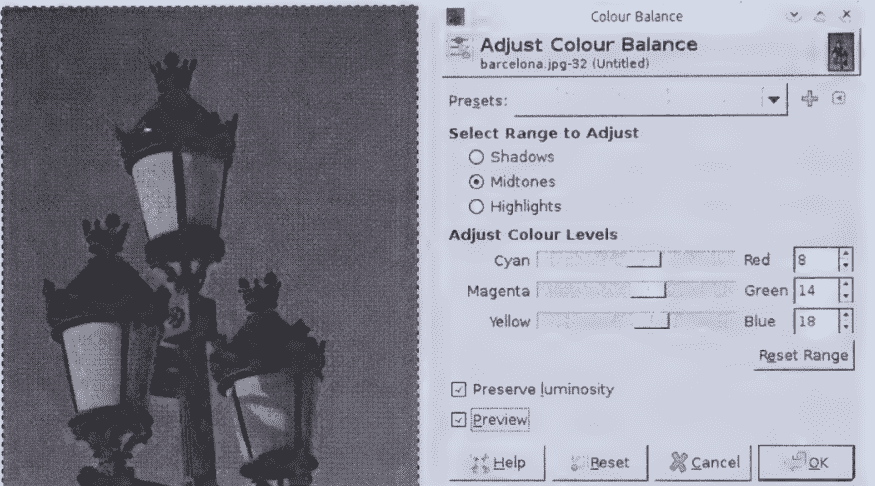 Colour Balance
Adjust Colour Balance
barcelona.jpg-32 (Untitled)
Presets:
Select Range to Adjust
Shadows
Midtones
Highlights
Adjust Colour Levels
Cyan Red 8
Magenta Green 14
Yellow Blue 18
Reset Range
Preserve luminosity
Preview
Help Reset Cancel OK